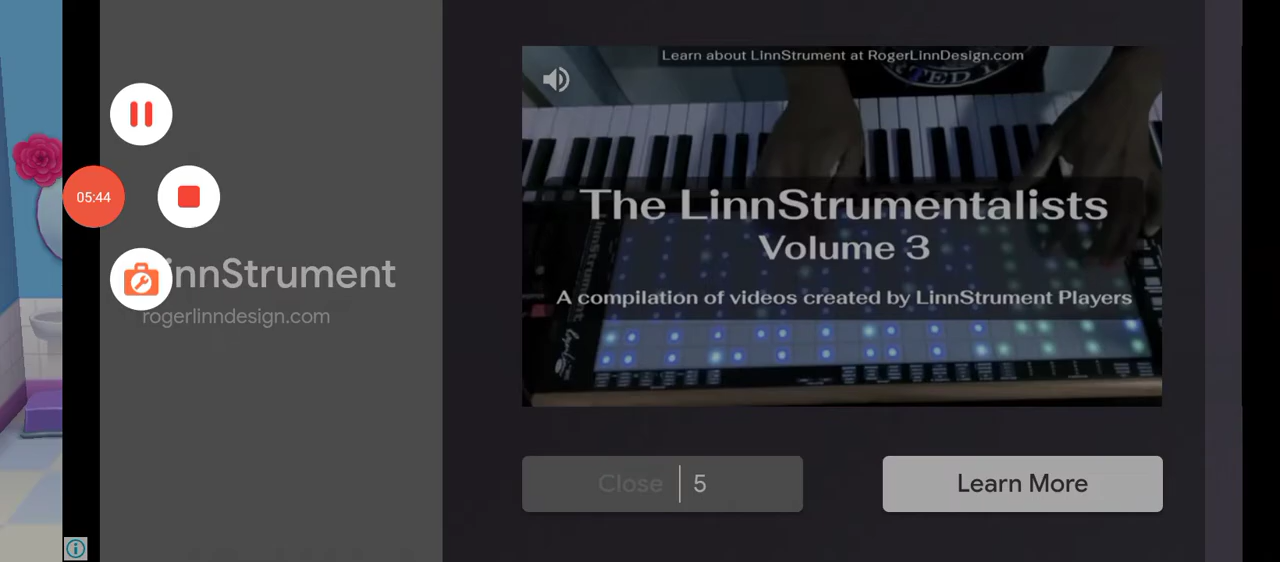 Learn about LinnStrument at RogerLinnDesign.com
The LinnStrumentalists
Volume 3
A compilation of videos created by LinnStrument Players
05:44
innStrument
rogerlinndesign.com
Close
5
Learn More